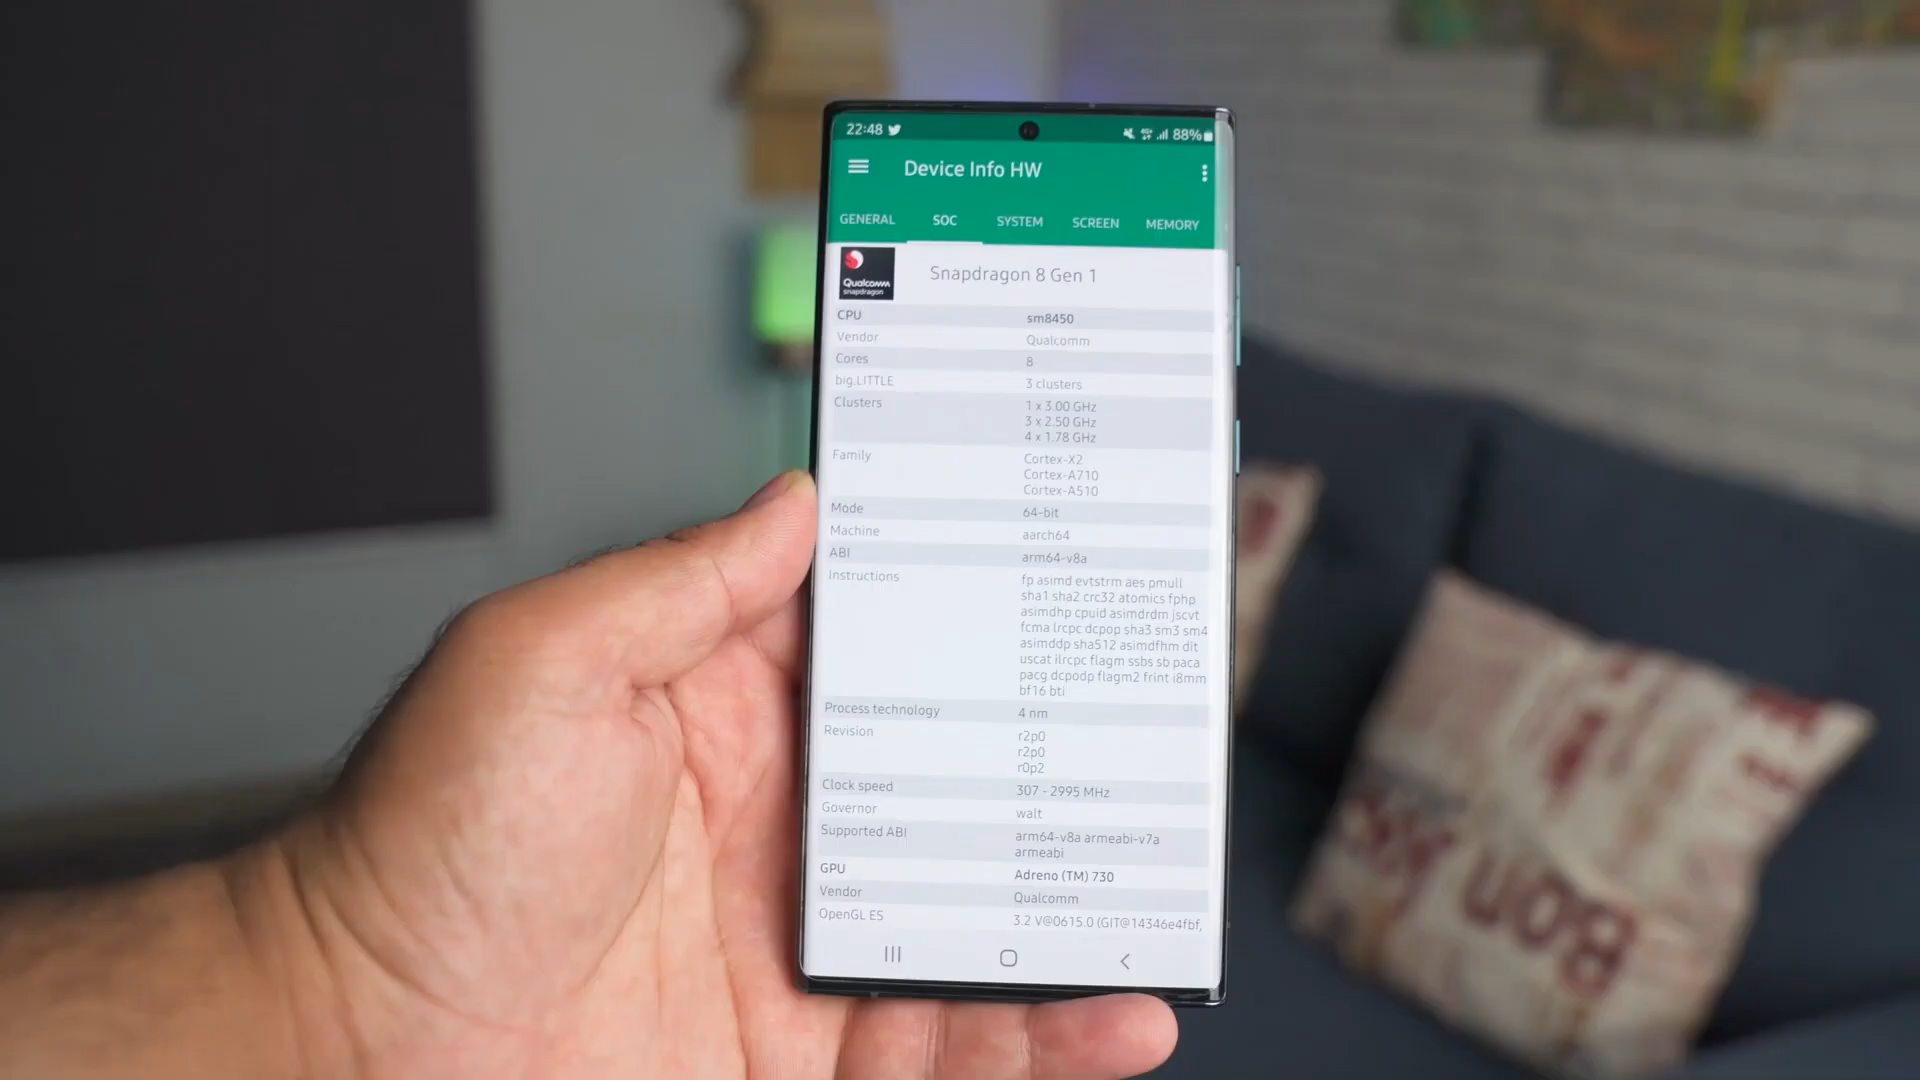 22:48 88%
Device Info HW
GENERAL SOC SYSTEM SCREEN MEMORY
Qualcomm
snapdragon
Snapdragon 8 Gen 1
CPU sm8450
Vendor Qualcomm
Cores 8
big.LITTLE 3 clusters
Clusters 1 x 3.00 GHz
3 x 2.50 GHz
4 x 1.78 GHz
Family Cortex-X2
Cortex-A710
Cortex-A510
Mode 64-bit
Machine aarch64
ABI arm64-v8a
Instructions fp asimd evtstrm aes pmull
sha1 sha2 crc32 atomics fphp
asimdhp cpuid asimdrdm jscvt
fcma lrcpc dcpop sha3 sm3 sm4
asimddp sha512 asimdfhm dit
uscat ilrcpc flagm ssbs sb paca
pacg dcpodp flagm2 frint i8mm
bf16 bti
Process technology 4 nm
Revision r2p0
r2p0
r0p2
Clock speed 307 - 2995 MHz
Governor walt
Supported ABI arm64-v8a armeabi-v7a
armeabi
GPU Adreno (TM) 730
Vendor Qualcomm
OpenGL ES 3.2 V@0615.0 (GIT@14346e4fbf,
Bon